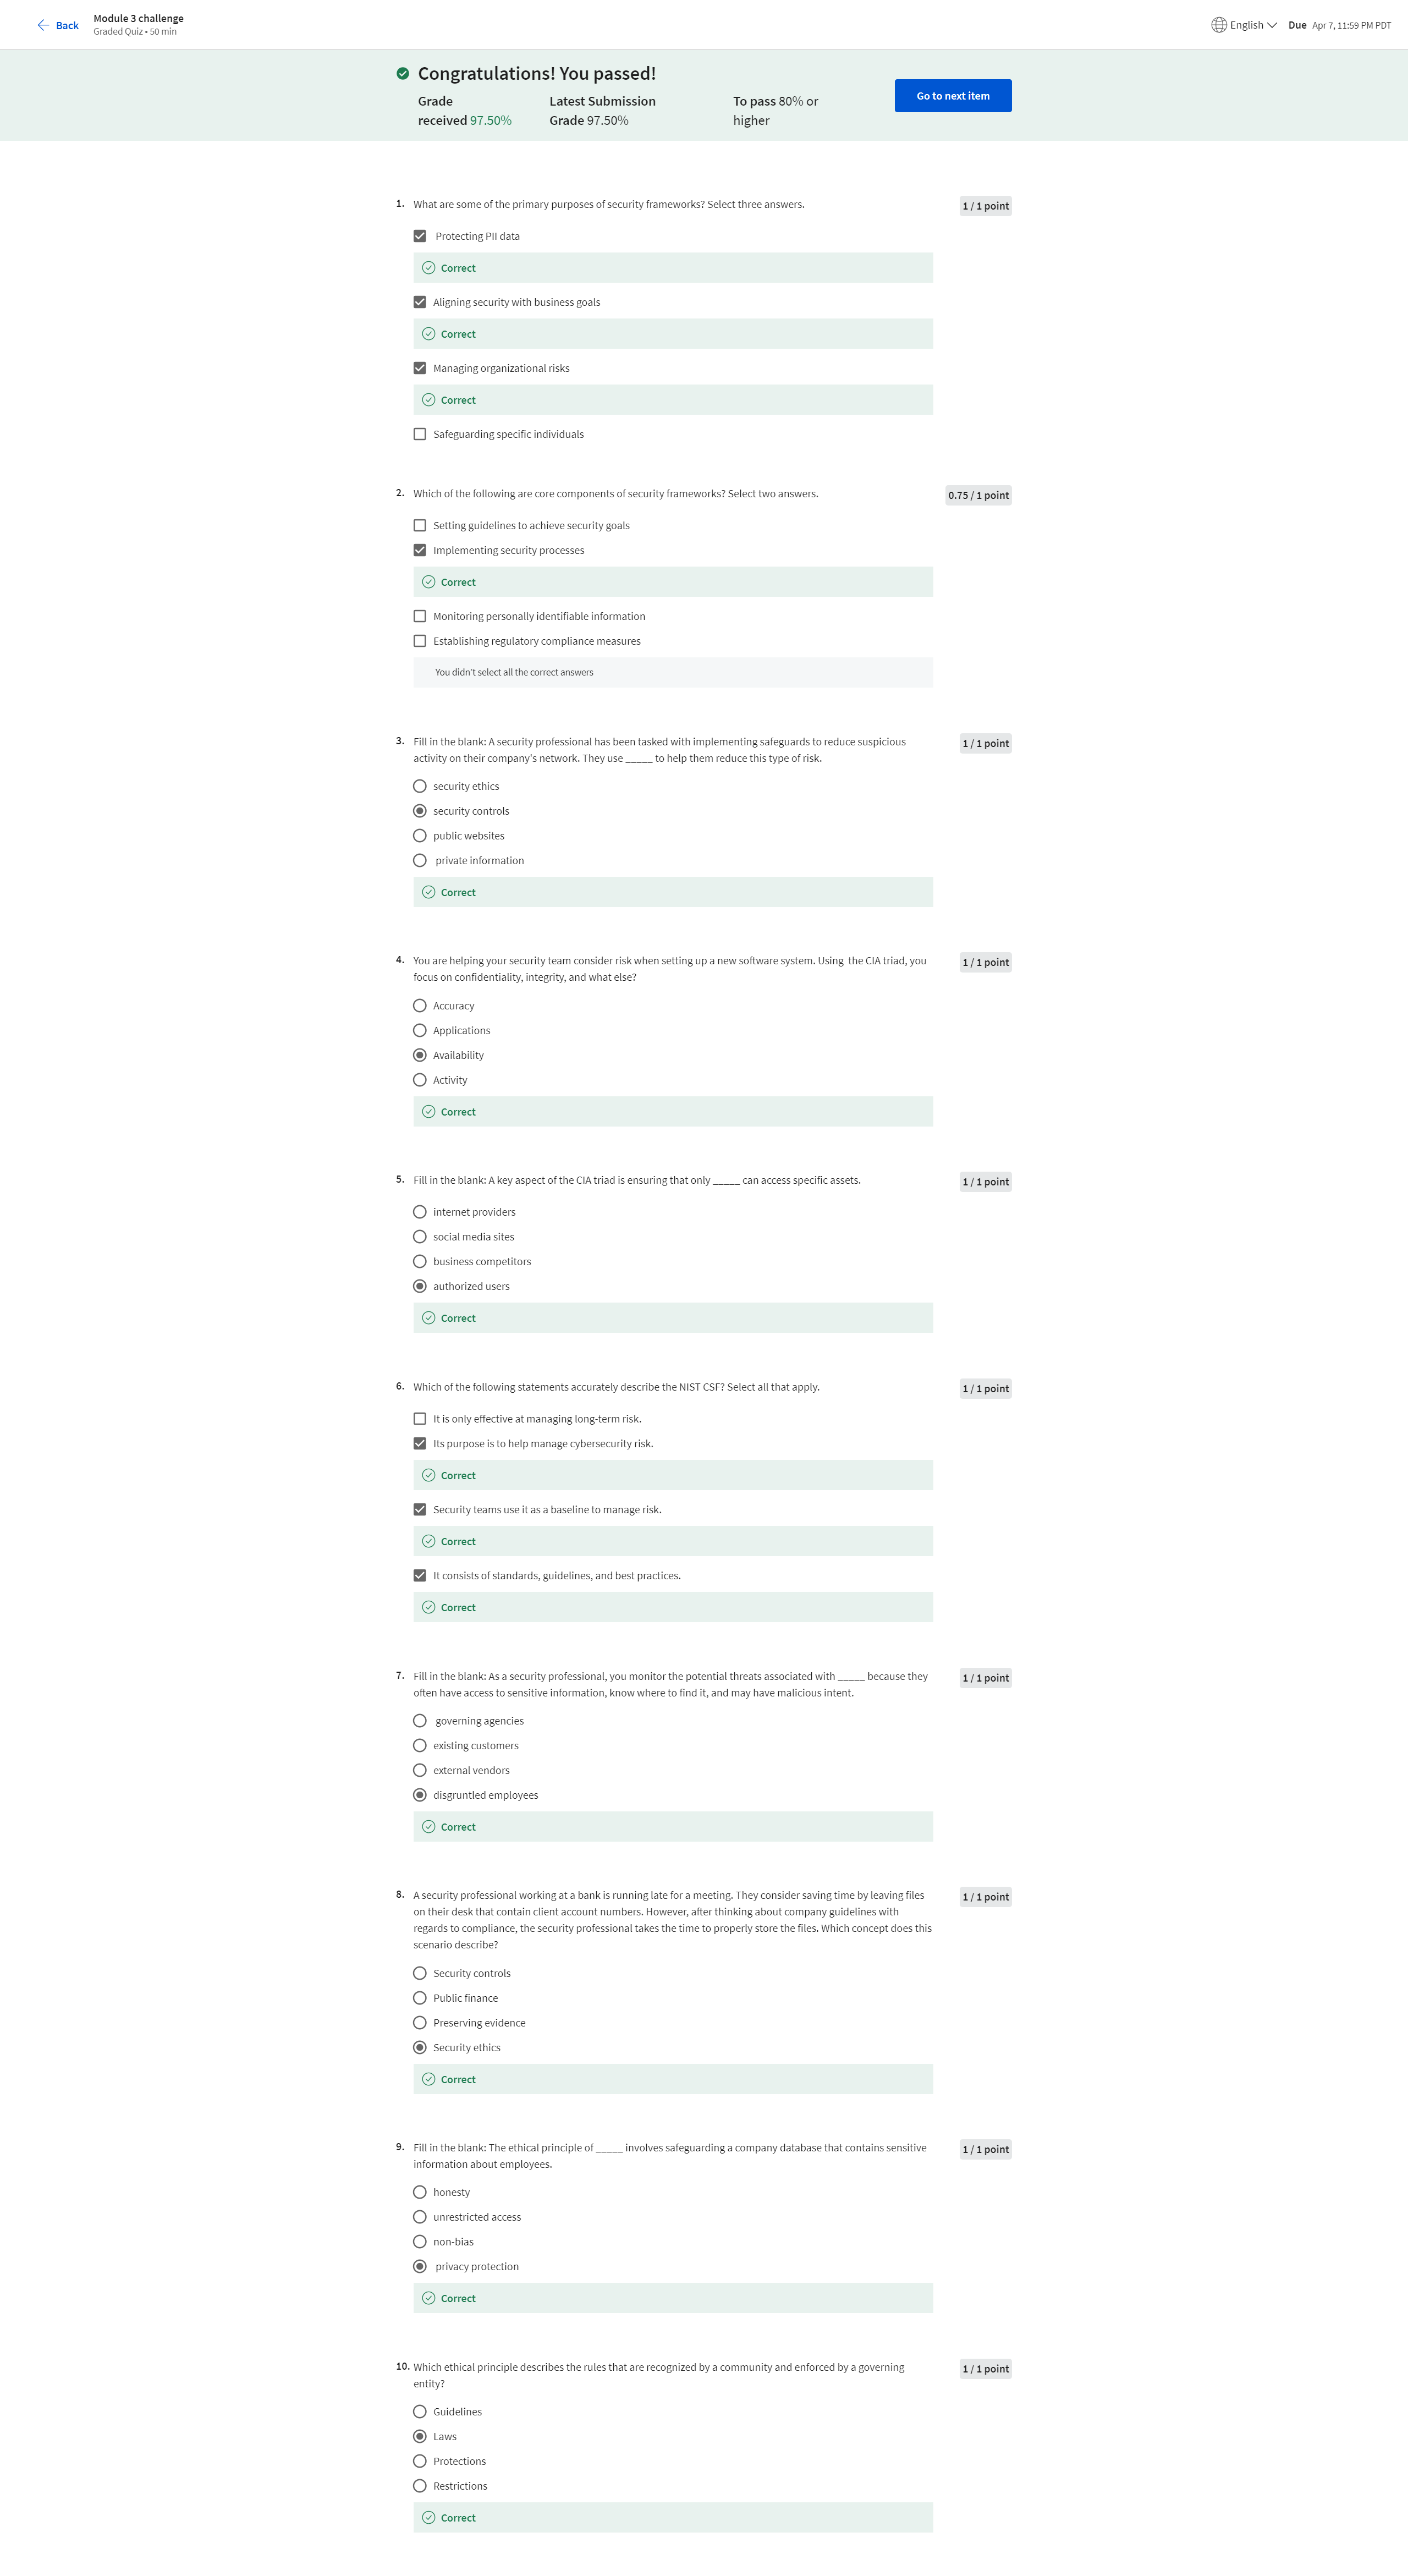 Back
Module 3 challenge
Graded Quiz • 50 min
English
Due Apr 7, 11:59 PM PDT
Congratulations! You passed!
Grade received 97.50%
Latest Submission Grade 97.50%
To pass 80% or higher
Go to next item
1. What are some of the primary purposes of security frameworks? Select three answers.
1 / 1 point
Protecting PII data
Correct
Aligning security with business goals
Correct
Managing organizational risks
Correct
Safeguarding specific individuals
2. Which of the following are core components of security frameworks? Select two answers.
0.75 / 1 point
Setting guidelines to achieve security goals
Implementing security processes
Correct
Monitoring personally identifiable information
Establishing regulatory compliance measures
You didn't select all the correct answers
3. Fill in the blank: A security professional has been tasked with implementing safeguards to reduce suspicious
activity on their company's network. They use _____ to help them reduce this type of risk.
1 / 1 point
security ethics
security controls
public websites
private information
Correct
4. You are helping your security team consider risk when setting up a new software system. Using the CIA triad, you
focus on confidentiality, integrity, and what else?
1 / 1 point
Accuracy
Applications
Availability
Activity
Correct
5. Fill in the blank: A key aspect of the CIA triad is ensuring that only _____ can access specific assets.
1 / 1 point
internet providers
social media sites
business competitors
authorized users
Correct
6. Which of the following statements accurately describe the NIST CSF? Select all that apply.
1 / 1 point
It is only effective at managing long-term risk.
Its purpose is to help manage cybersecurity risk.
Correct
Security teams use it as a baseline to manage risk.
Correct
It consists of standards, guidelines, and best practices.
Correct
7. Fill in the blank: As a security professional, you monitor the potential threats associated with _____ because they
often have access to sensitive information, know where to find it, and may have malicious intent.
1 / 1 point
governing agencies
existing customers
external vendors
disgruntled employees
Correct
8. A security professional working at a bank is running late for a meeting. They consider saving time by leaving files
on their desk that contain client account numbers. However, after thinking about company guidelines with
regards to compliance, the security professional takes the time to properly store the files. Which concept does this
scenario describe?
1 / 1 point
Security controls
Public finance
Preserving evidence
Security ethics
Correct
9. Fill in the blank: The ethical principle of _____ involves safeguarding a company database that contains sensitive
information about employees.
1 / 1 point
honesty
unrestricted access
non-bias
privacy protection
Correct
10. Which ethical principle describes the rules that are recognized by a community and enforced by a governing
entity?
1 / 1 point
Guidelines
Laws
Protections
Restrictions
Correct